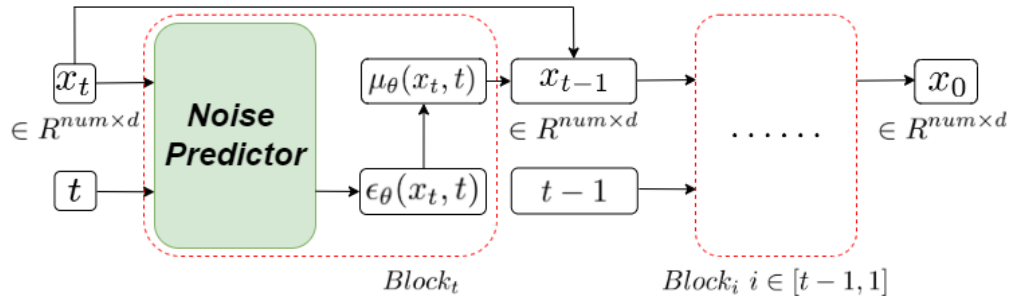 x_t
∈ R^{num×d}
t
Noise
Predictor
μ_θ(x_t, t)
ϵ_θ(x_t, t)
Block_t
x_{t−1}
∈ R^{num×d}
t − 1
......
Block_i i ∈ [t − 1, 1]
x_0
∈ R^{num×d}